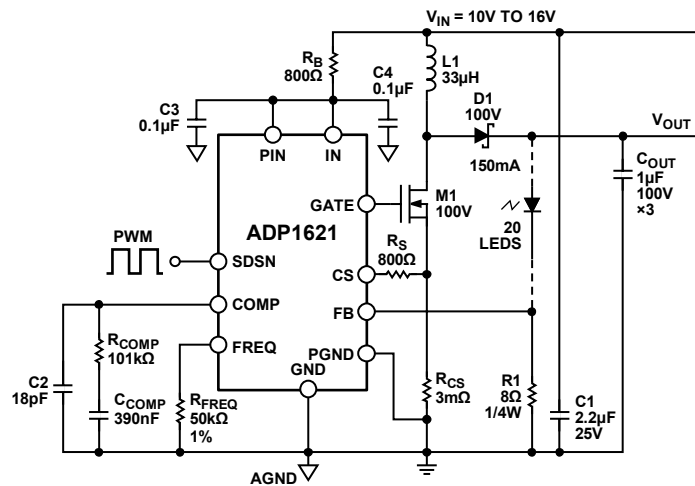 V_IN = 10V TO 16V
R_B
800Ω
L1
33µH
C4
0.1µF
C3
0.1µF
D1
100V
V_OUT
150mA
C_OUT
1µF
100V
×3
PIN
IN
M1
100V
GATE
ADP1621
20
LEDS
PWM
R_S
800Ω
SDSN
CS
COMP
FB
R_COMP
101kΩ
FREQ
PGND
GND
R_CS
3mΩ
R1
8Ω
1/4W
C2
18pF
C_COMP
390nF
R_FREQ
50kΩ
1%
C1
2.2µF
25V
AGND